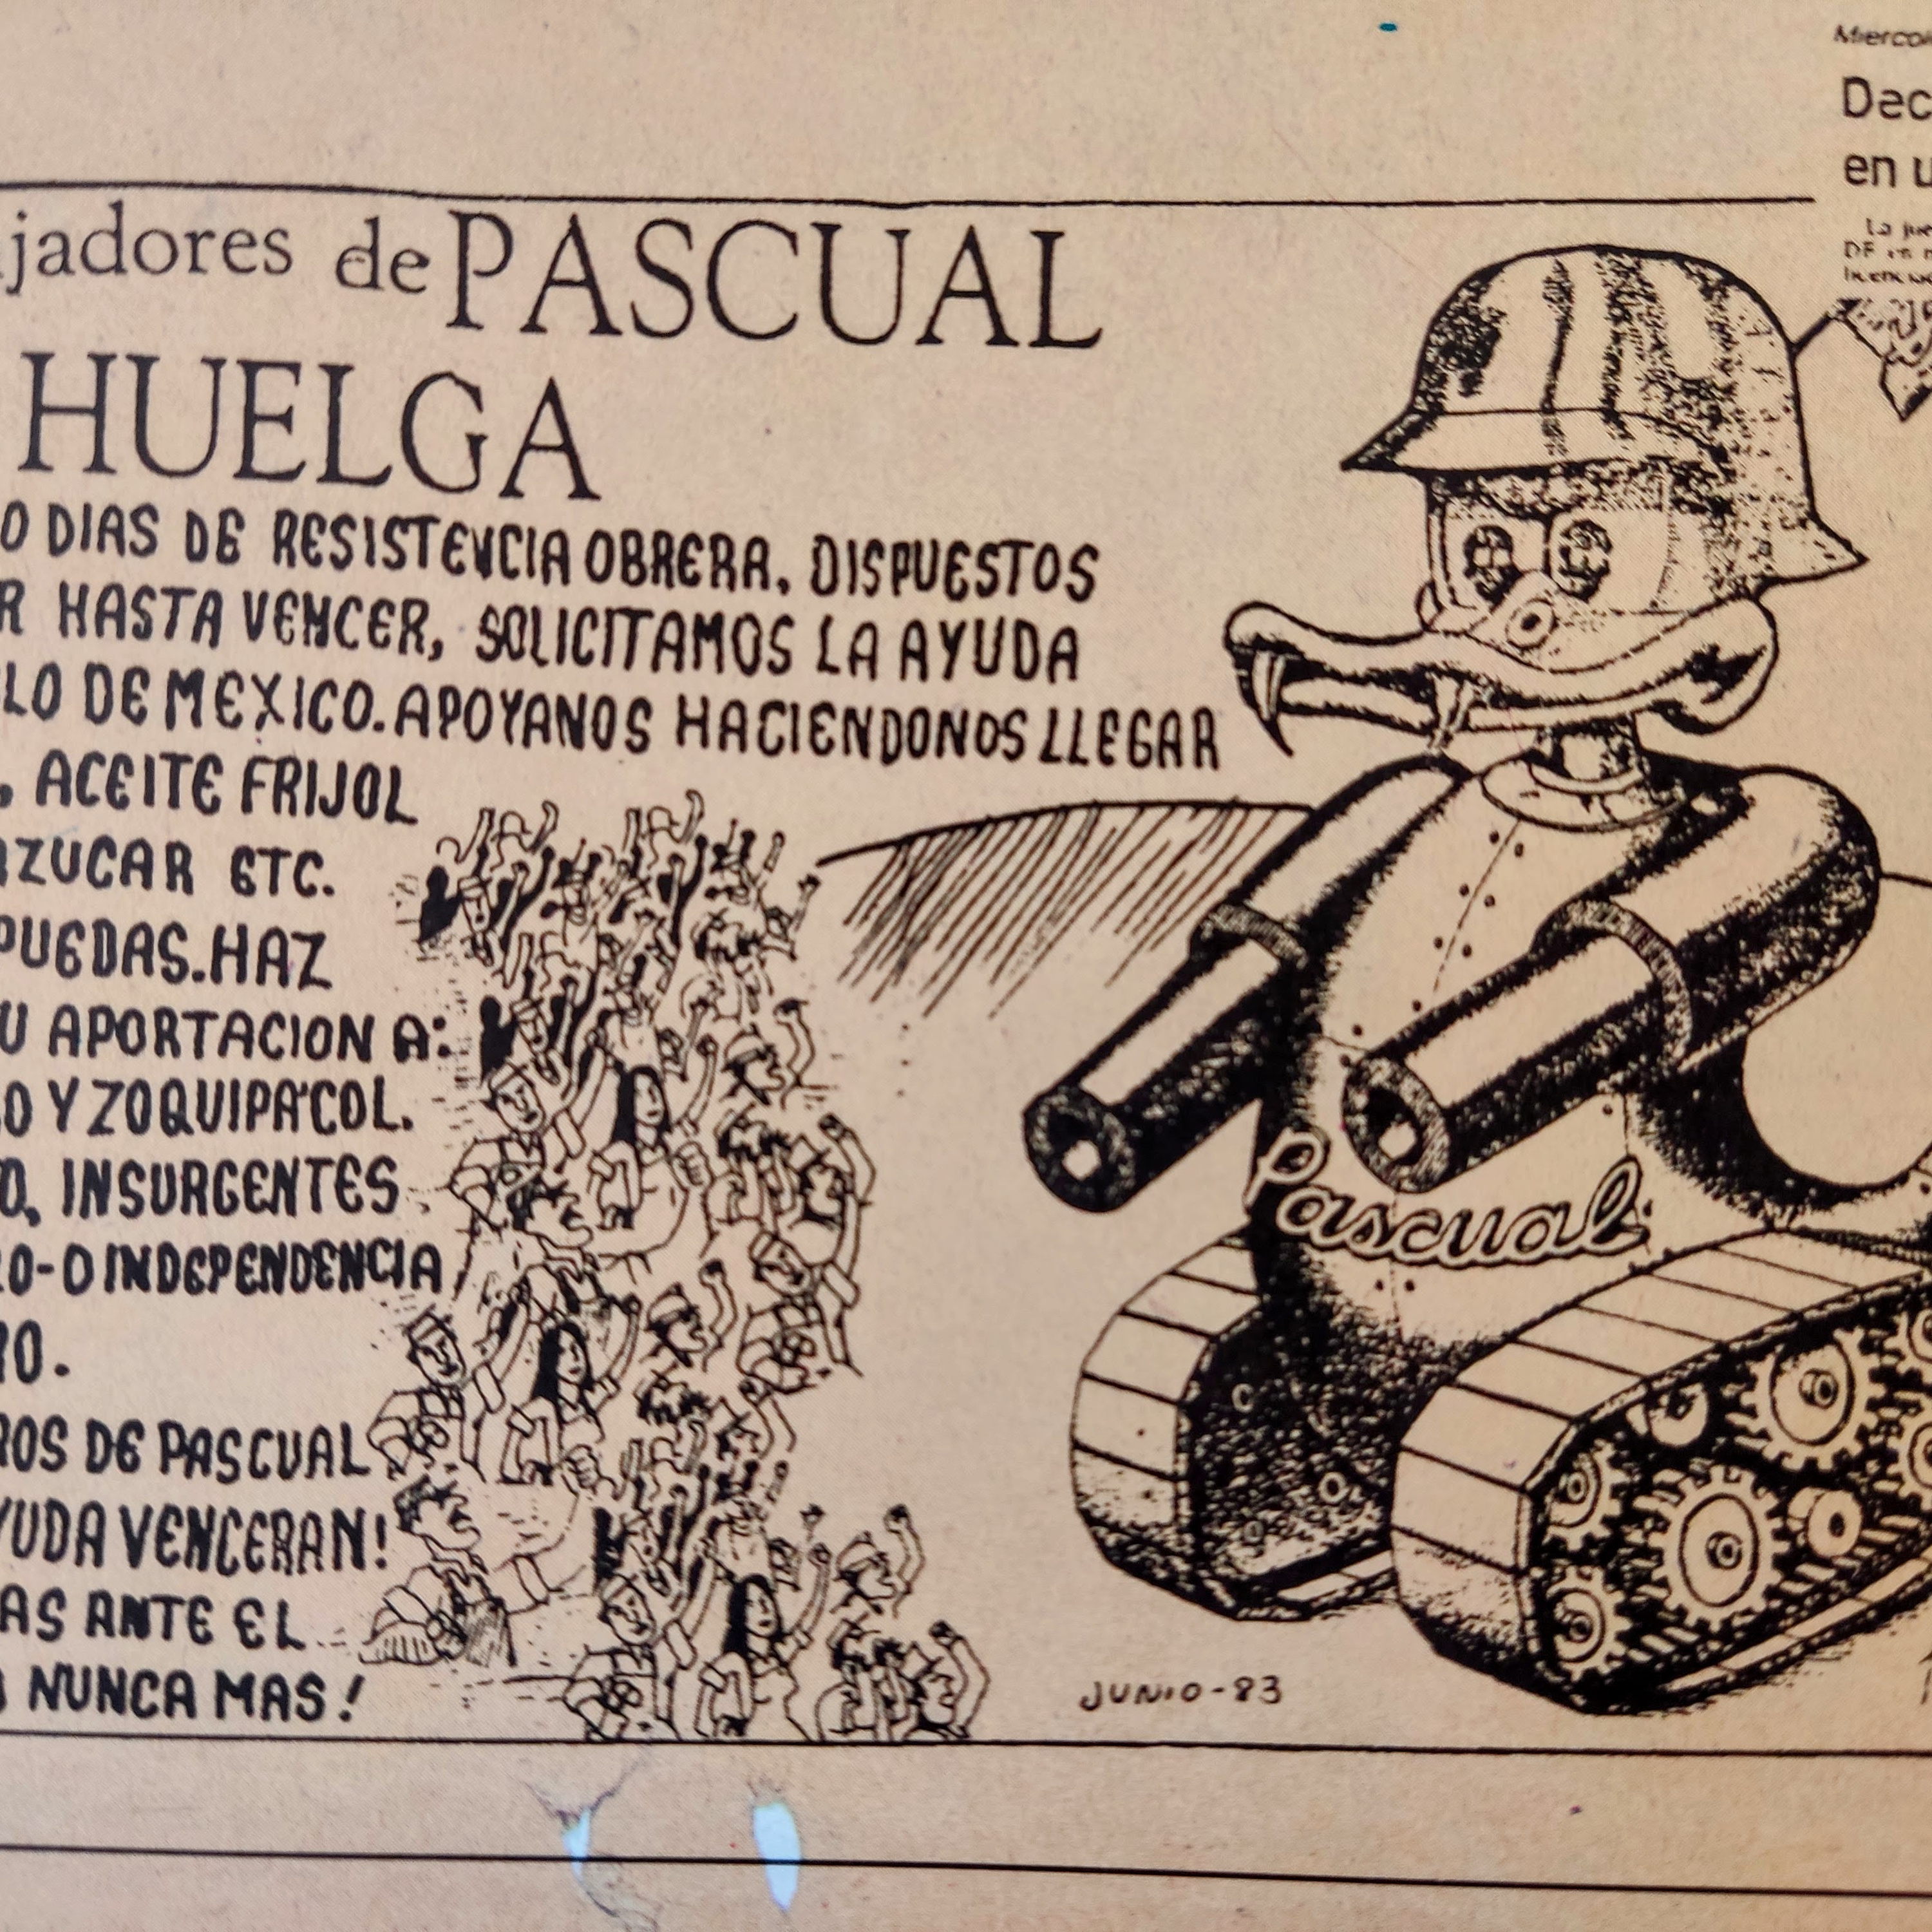 Dec
en u
jadores de PASCUAL
HUELGA
0 DIAS DE RESISTENCIA OBRERA, DISPUESTOS
R HASTA VENCER, SOLICITAMOS LA AYUDA
LO DE MEXICO. APOYANOS HACIENDONOS LLEGAR
, ACEITE FRIJOL
AZUCAR ETC.
PUEDAS. HAZ
U APORTACION A:
O Y ZOQUIPA'COL.
O, INSURGENTES
RO-O INDEPENDENCIA
O.
ROS DE PASCUAL
YUDA VENCERAN!
AS ANTE EL
NUNCA MAS!
Pascual
JUNIO-83